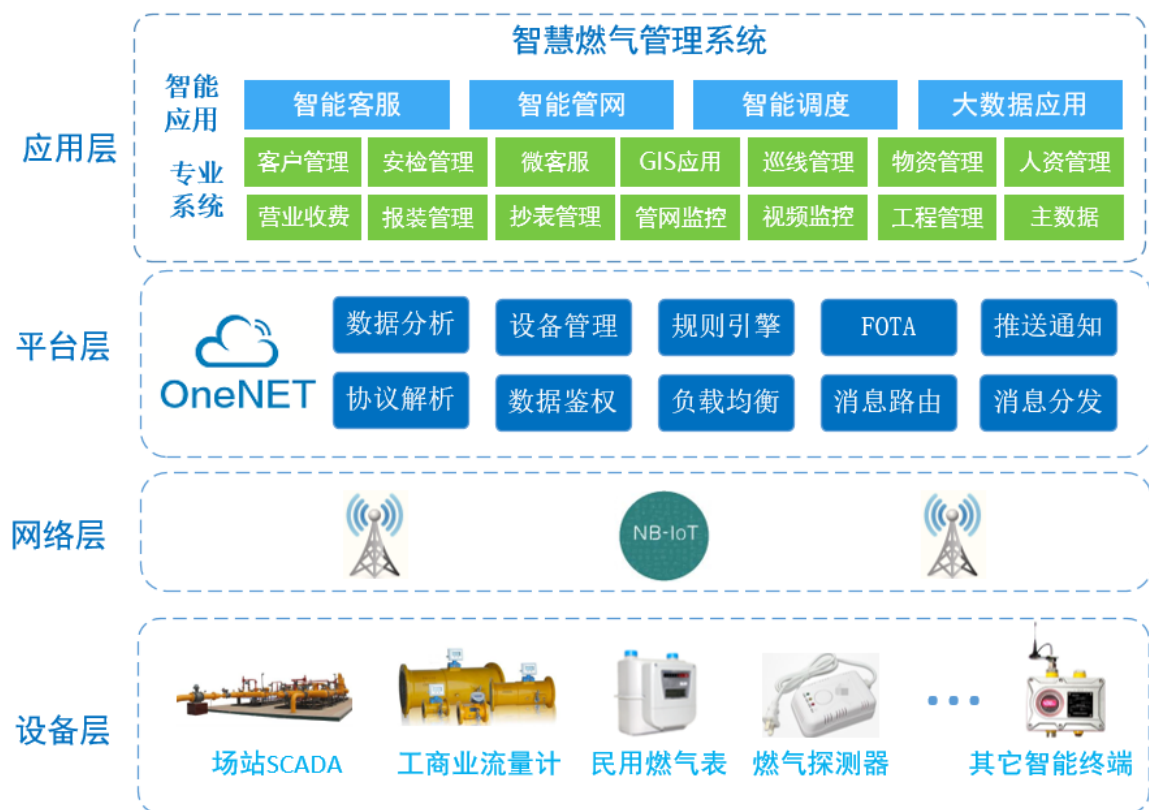 智慧燃气管理系统
应用层
智能
应用
智能客服 智能管网 智能调度 大数据应用
专业
系统
客户管理 安检管理 微客服 GIS应用 巡线管理 物资管理 人资管理
营业收费 报装管理 抄表管理 管网监控 视频监控 工程管理 主数据
平台层
OneNET
数据分析 设备管理 规则引擎 FOTA 推送通知
协议解析 数据鉴权 负载均衡 消息路由 消息分发
网络层
NB-IoT
设备层
场站SCADA 工商业流量计 民用燃气表 燃气探测器 其它智能终端